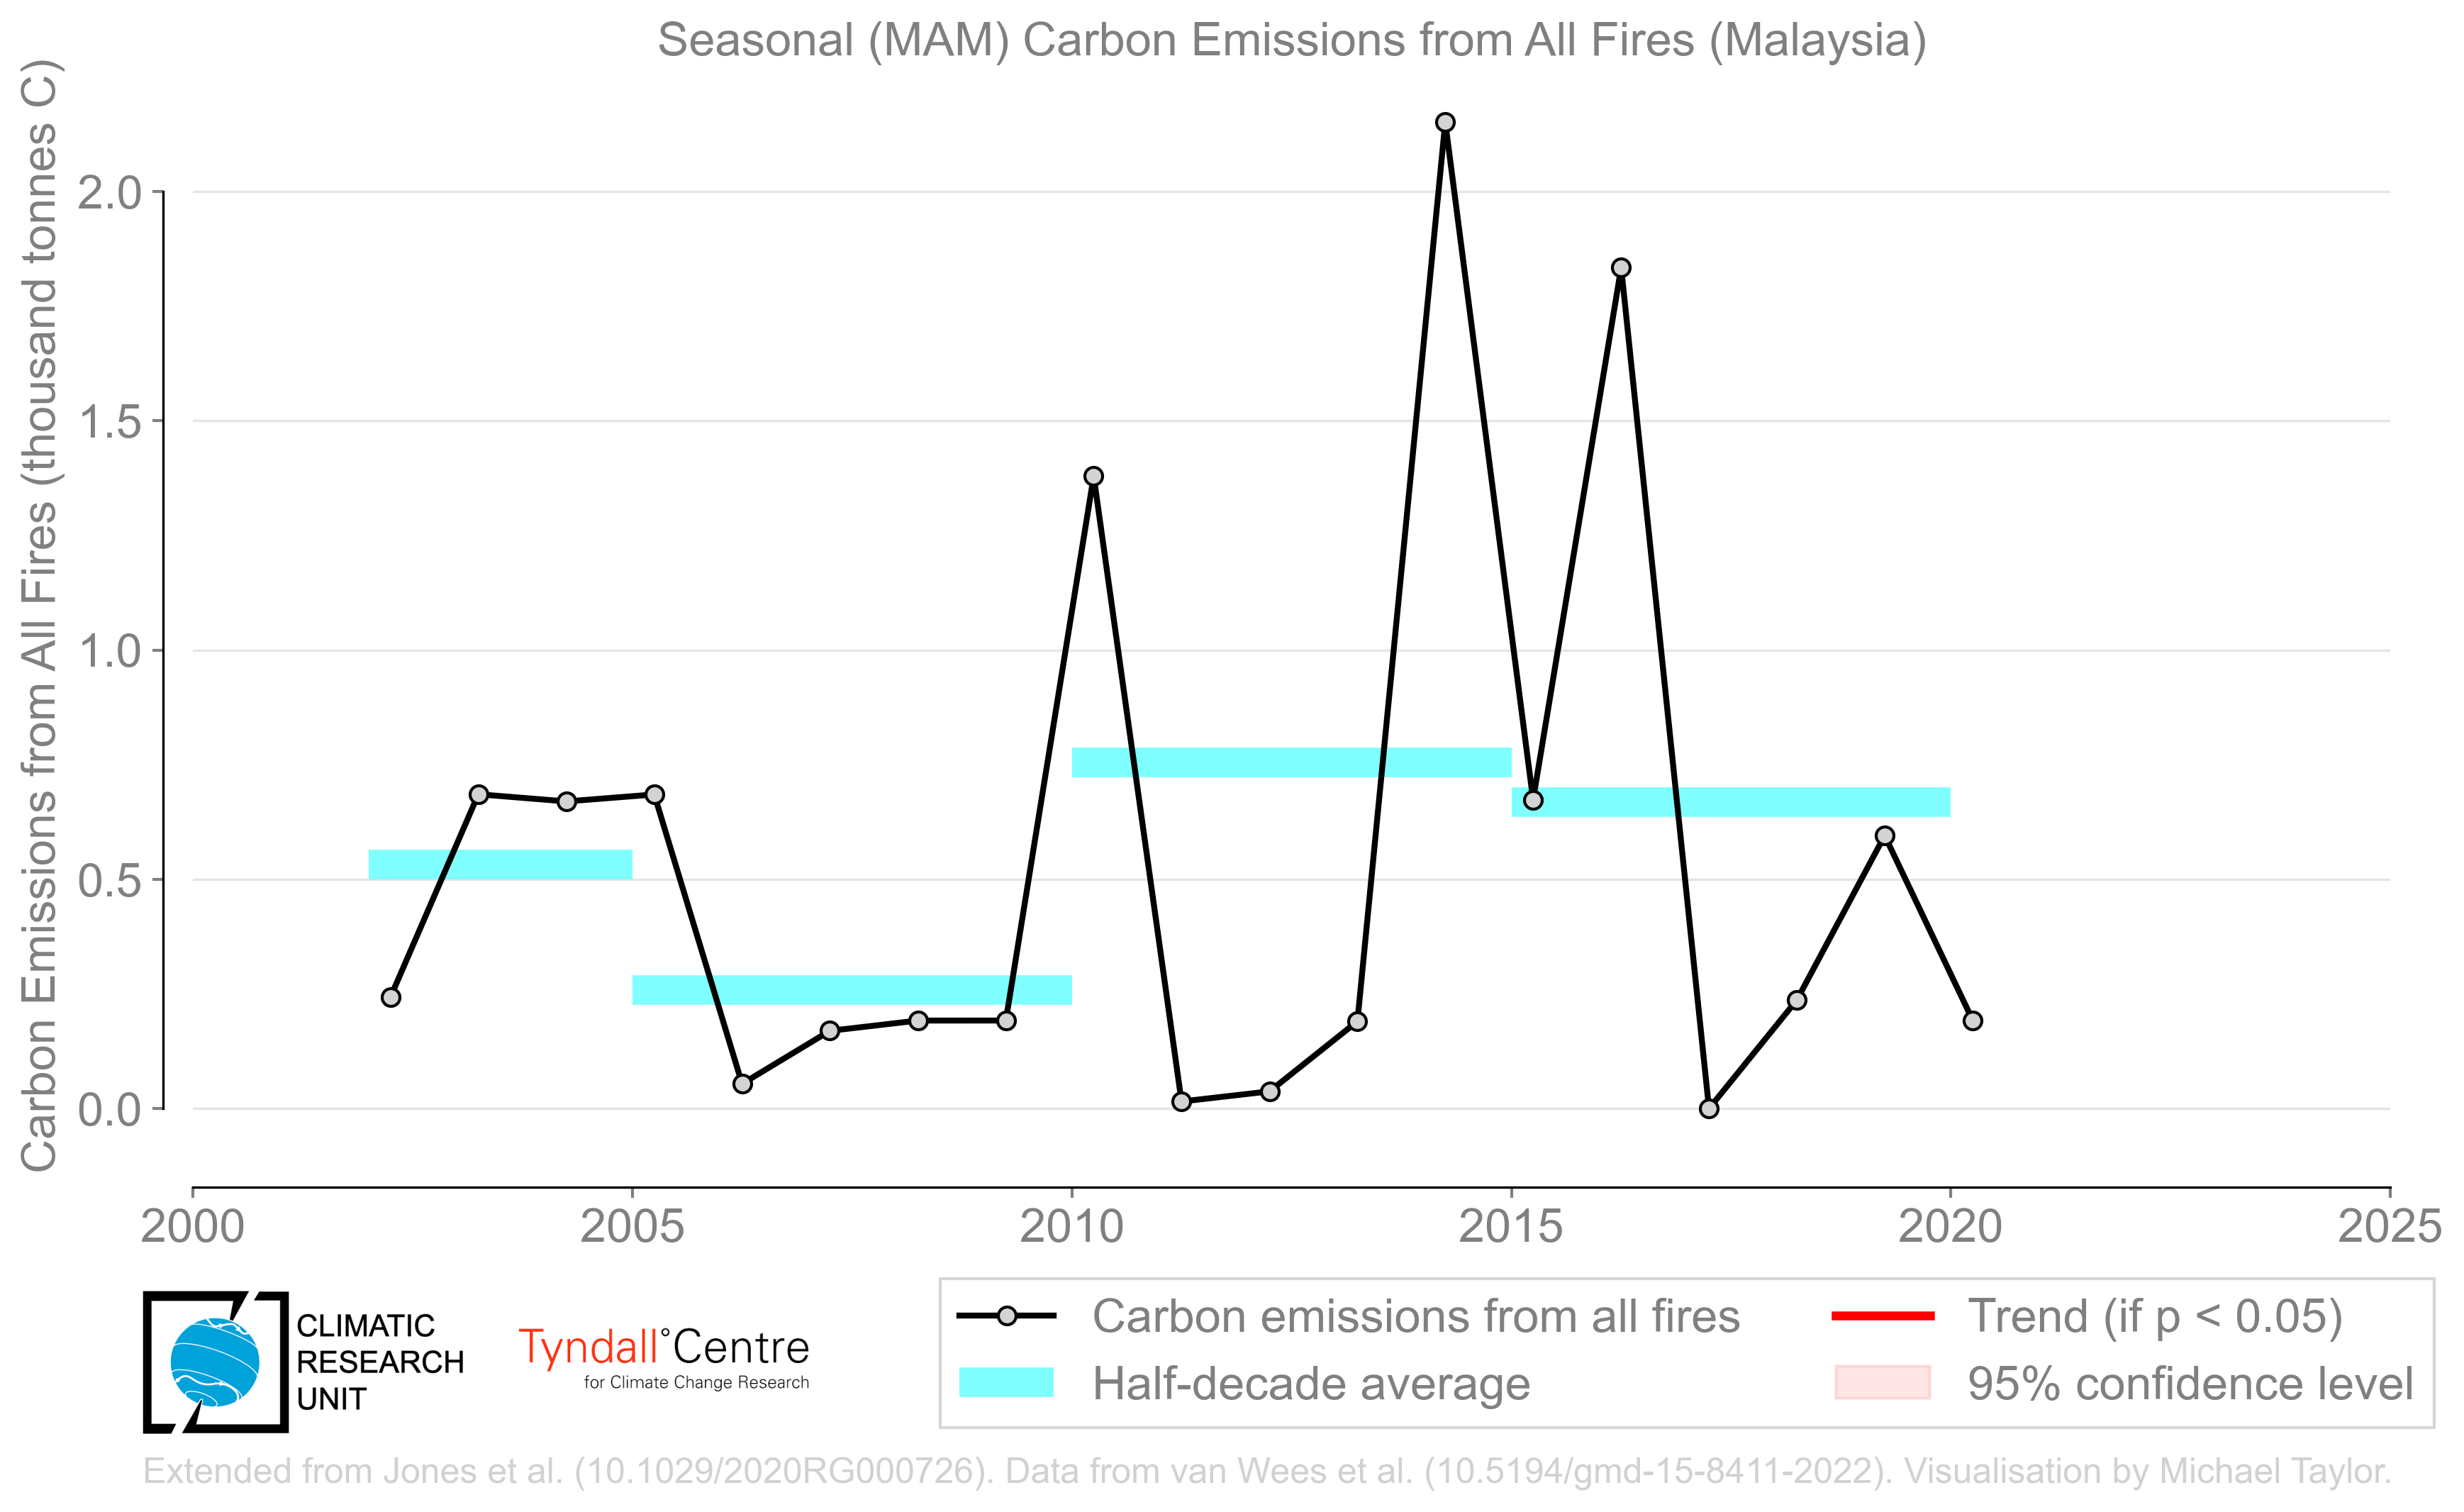 Seasonal (MAM) Carbon Emissions from All Fires (Malaysia)
Carbon Emissions from All Fires (thousand tonnes C)
2.0
1.5
1.0
0.5
0.0
2000 2005 2010 2015 2020 2025
CLIMATIC
RESEARCH
UNIT
Tyndall°Centre
for Climate Change Research
Carbon emissions from all fires
Half-decade average
Trend (if p < 0.05)
95% confidence level
Extended from Jones et al. (10.1029/2020RG000726). Data from van Wees et al. (10.5194/gmd-15-8411-2022). Visualisation by Michael Taylor.